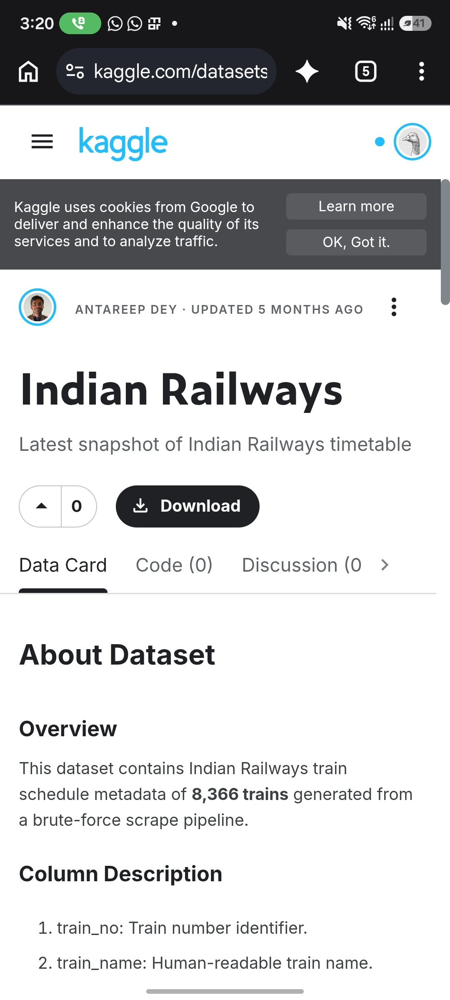 3:20
6
41
kaggle.com/datasets
5
kaggle
Kaggle uses cookies from Google to
deliver and enhance the quality of its
services and to analyze traffic.
Learn more
OK, Got it.
ANTAREEP DEY · UPDATED 5 MONTHS AGO
Indian Railways
Latest snapshot of Indian Railways timetable
0
Download
Data Card
Code (0)
Discussion (0
About Dataset
Overview
This dataset contains Indian Railways train
schedule metadata of 8,366 trains generated from
a brute-force scrape pipeline.
Column Description
1. train_no: Train number identifier.
2. train_name: Human-readable train name.